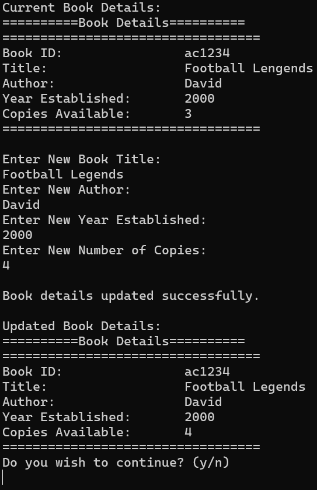 Current Book Details:
==========Book Details==========
==================================
Book ID:                ac1234
Title:                  Football Lengends
Author:                 David
Year Established:       2000
Copies Available:       3
==================================

Enter New Book Title:
Football Legends
Enter New Author:
David
Enter New Year Established:
2000
Enter New Number of Copies:
4

Book details updated successfully.

Updated Book Details:
==========Book Details==========
==================================
Book ID:                ac1234
Title:                  Football Legends
Author:                 David
Year Established:       2000
Copies Available:       4
==================================
Do you wish to continue? (y/n)